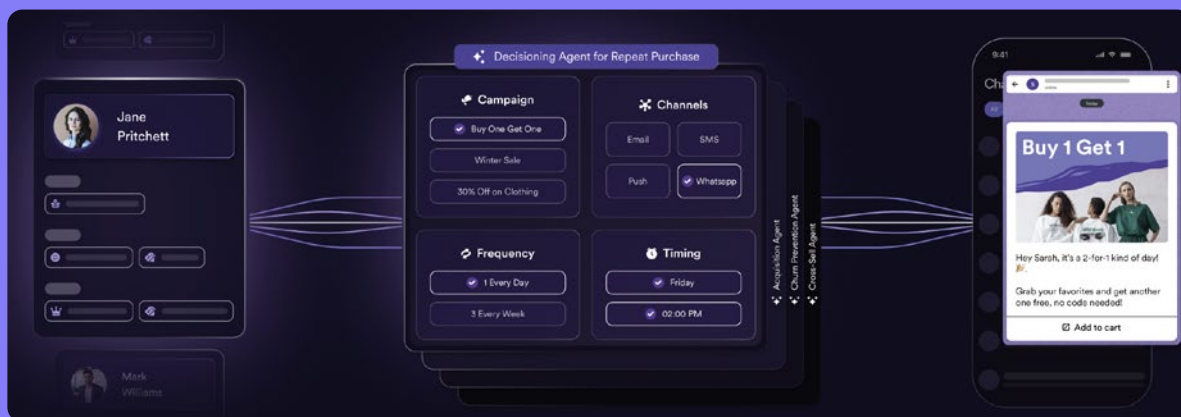 Jane
Pritchett
Mark
Williams
Decisioning Agent for Repeat Purchase
Campaign
Buy One Get One
Winter Sale
30% Off on Clothing
Channels
Email
SMS
Push
Whatsapp
Frequency
1 Every Day
3 Every Week
Timing
Friday
02:00 PM
Acquisition Agent
Churn Prevention Agent
Cross-Sell Agent
9:41
S
Today
Buy 1 Get 1
Hey Sarah, it's a 2-for-1 kind of day!
🎉
Grab your favorites and get another
one free, no code needed!
Add to cart